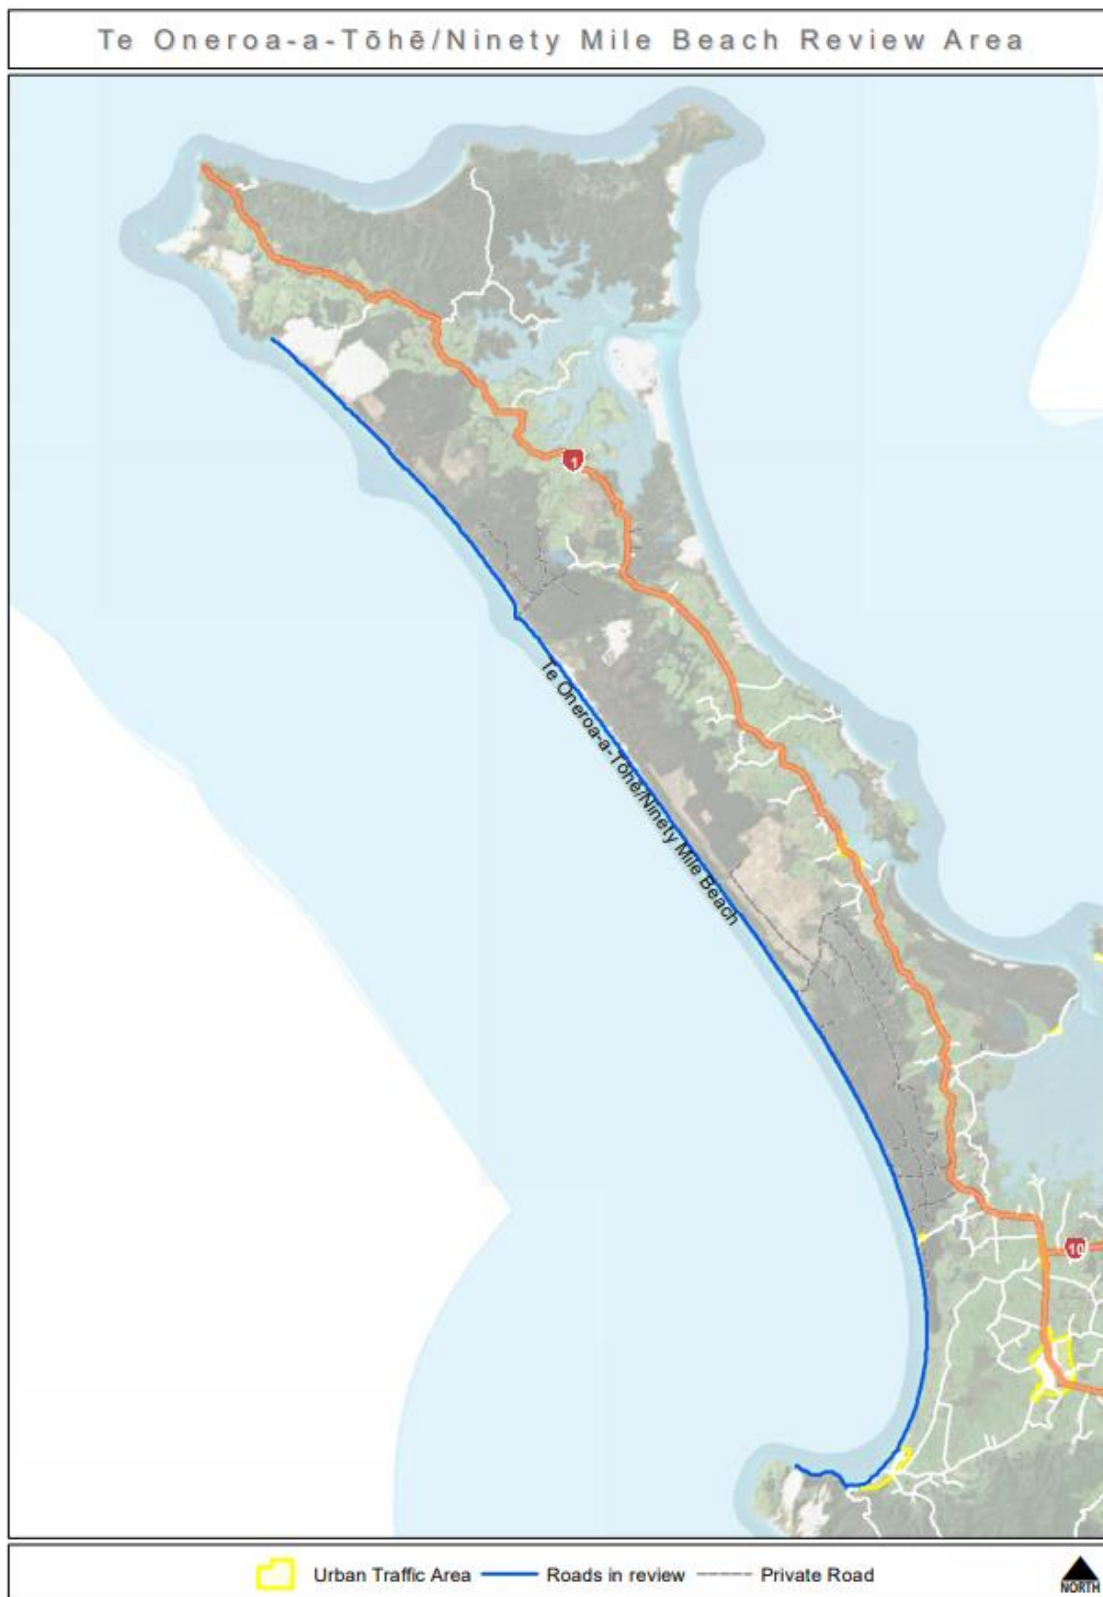 Te Oneroa-a-Tōhē/Ninety Mile Beach Review Area
1
Te Oneroa-a-Tōhē/Ninety Mile Beach
10
Urban Traffic Area
Roads in review
Private Road
NORTH